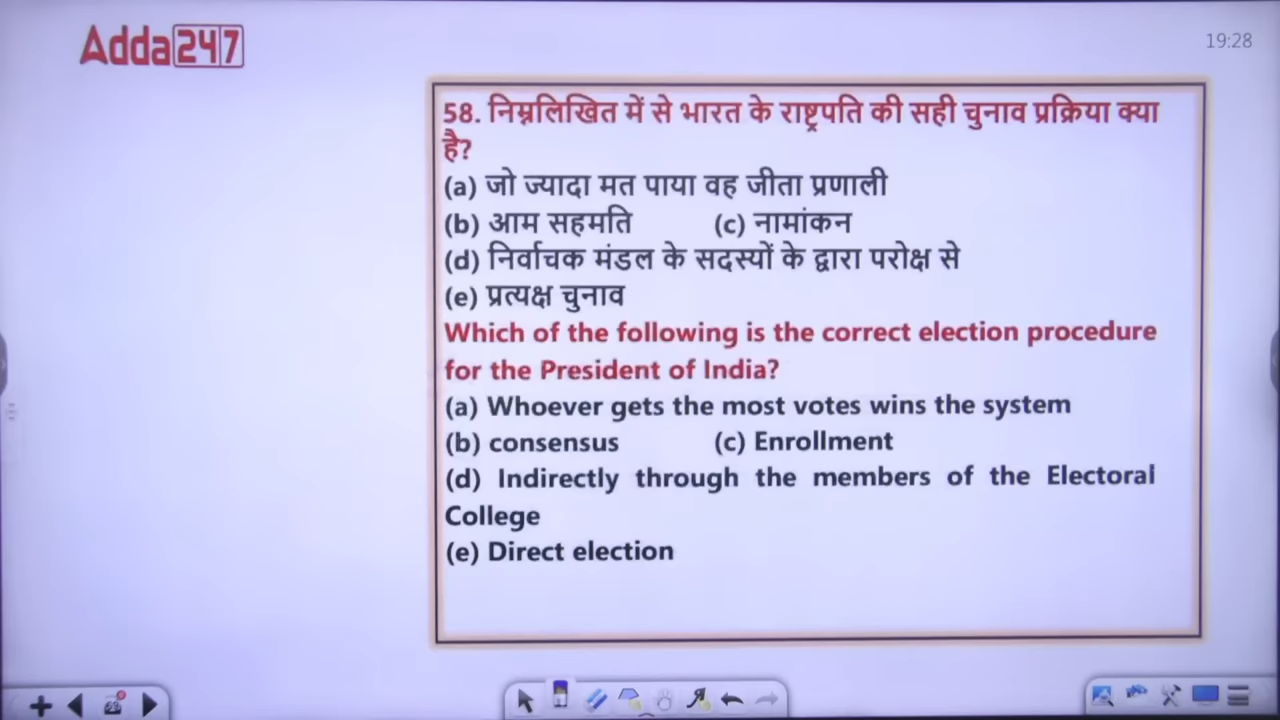 Adda247
19:28
58. निम्नलिखित में से भारत के राष्ट्रपति की सही चुनाव प्रक्रिया क्या
है?
(a) जो ज्यादा मत पाया वह जीता प्रणाली
(b) आम सहमति (c) नामांकन
(d) निर्वाचक मंडल के सदस्यों के द्वारा परोक्ष से
(e) प्रत्यक्ष चुनाव
Which of the following is the correct election procedure
for the President of India?
(a) Whoever gets the most votes wins the system
(b) consensus (c) Enrollment
(d) Indirectly through the members of the Electoral
College
(e) Direct election